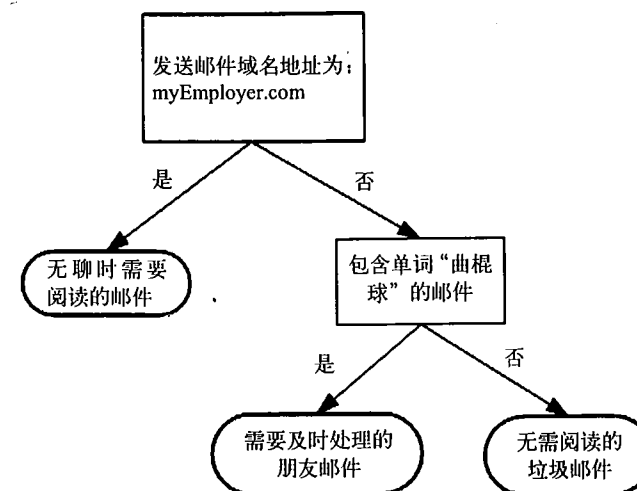 发送邮件域名地址为:
myEmployer.com
是
否
无聊时需要
阅读的邮件
包含单词“曲棍
球”的邮件
是
否
需要及时处理的
朋友邮件
无需阅读的
垃圾邮件